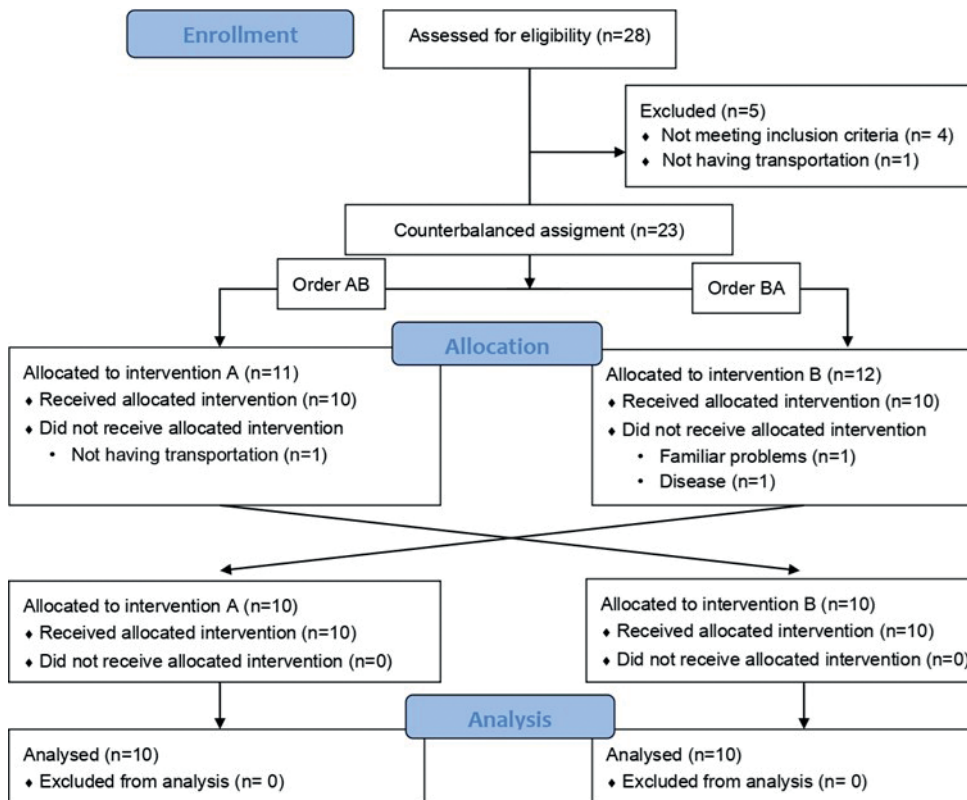 Enrollment
Assessed for eligibility (n=28)
Excluded (n=5)
♦ Not meeting inclusion criteria (n= 4)
♦ Not having transportation (n=1)
Counterbalanced assigment (n=23)
Order AB
Order BA
Allocation
Allocated to intervention A (n=11)
♦ Received allocated intervention (n=10)
♦ Did not receive allocated intervention
• Not having transportation (n=1)
Allocated to intervention B (n=12)
♦ Received allocated intervention (n=10)
♦ Did not receive allocated intervention
• Familiar problems (n=1)
• Disease (n=1)
Allocated to intervention A (n=10)
♦ Received allocated intervention (n=10)
♦ Did not receive allocated intervention (n=0)
Allocated to intervention B (n=10)
♦ Received allocated intervention (n=10)
♦ Did not receive allocated intervention (n=0)
Analysis
Analysed (n=10)
♦ Excluded from analysis (n= 0)
Analysed (n=10)
♦ Excluded from analysis (n= 0)